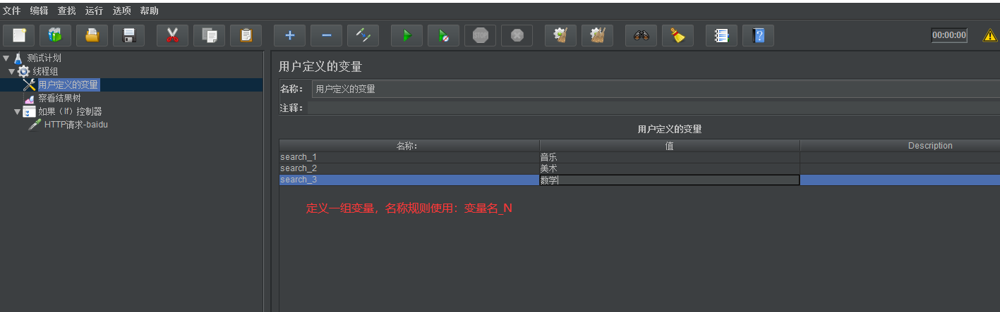 文件 编辑 查找 运行 选项 帮助
STOP
00:00:00
测试计划
线程组
用户定义的变量
察看结果树
如果（If）控制器
HTTP请求-baidu
用户定义的变量
名称： 用户定义的变量
注释：
用户定义的变量
名称： 值 Description
search_1 音乐
search_2 美术
search_3 数学
定义一组变量，名称规则使用：变量名_N